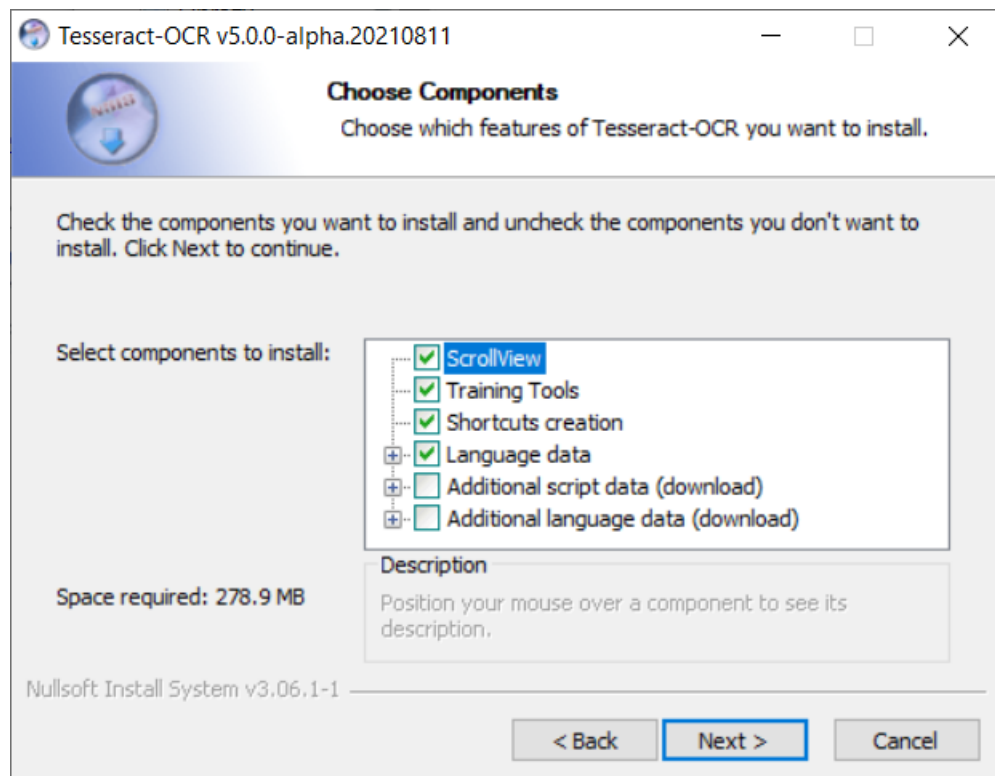 Tesseract-OCR v5.0.0-alpha.20210811
Choose Components
Choose which features of Tesseract-OCR you want to install.
Check the components you want to install and uncheck the components you don't want to
install. Click Next to continue.
Select components to install:
ScrollView
Training Tools
Shortcuts creation
Language data
Additional script data (download)
Additional language data (download)
Space required: 278.9 MB
Description
Position your mouse over a component to see its
description.
Nullsoft Install System v3.06.1-1
< Back
Next >
Cancel